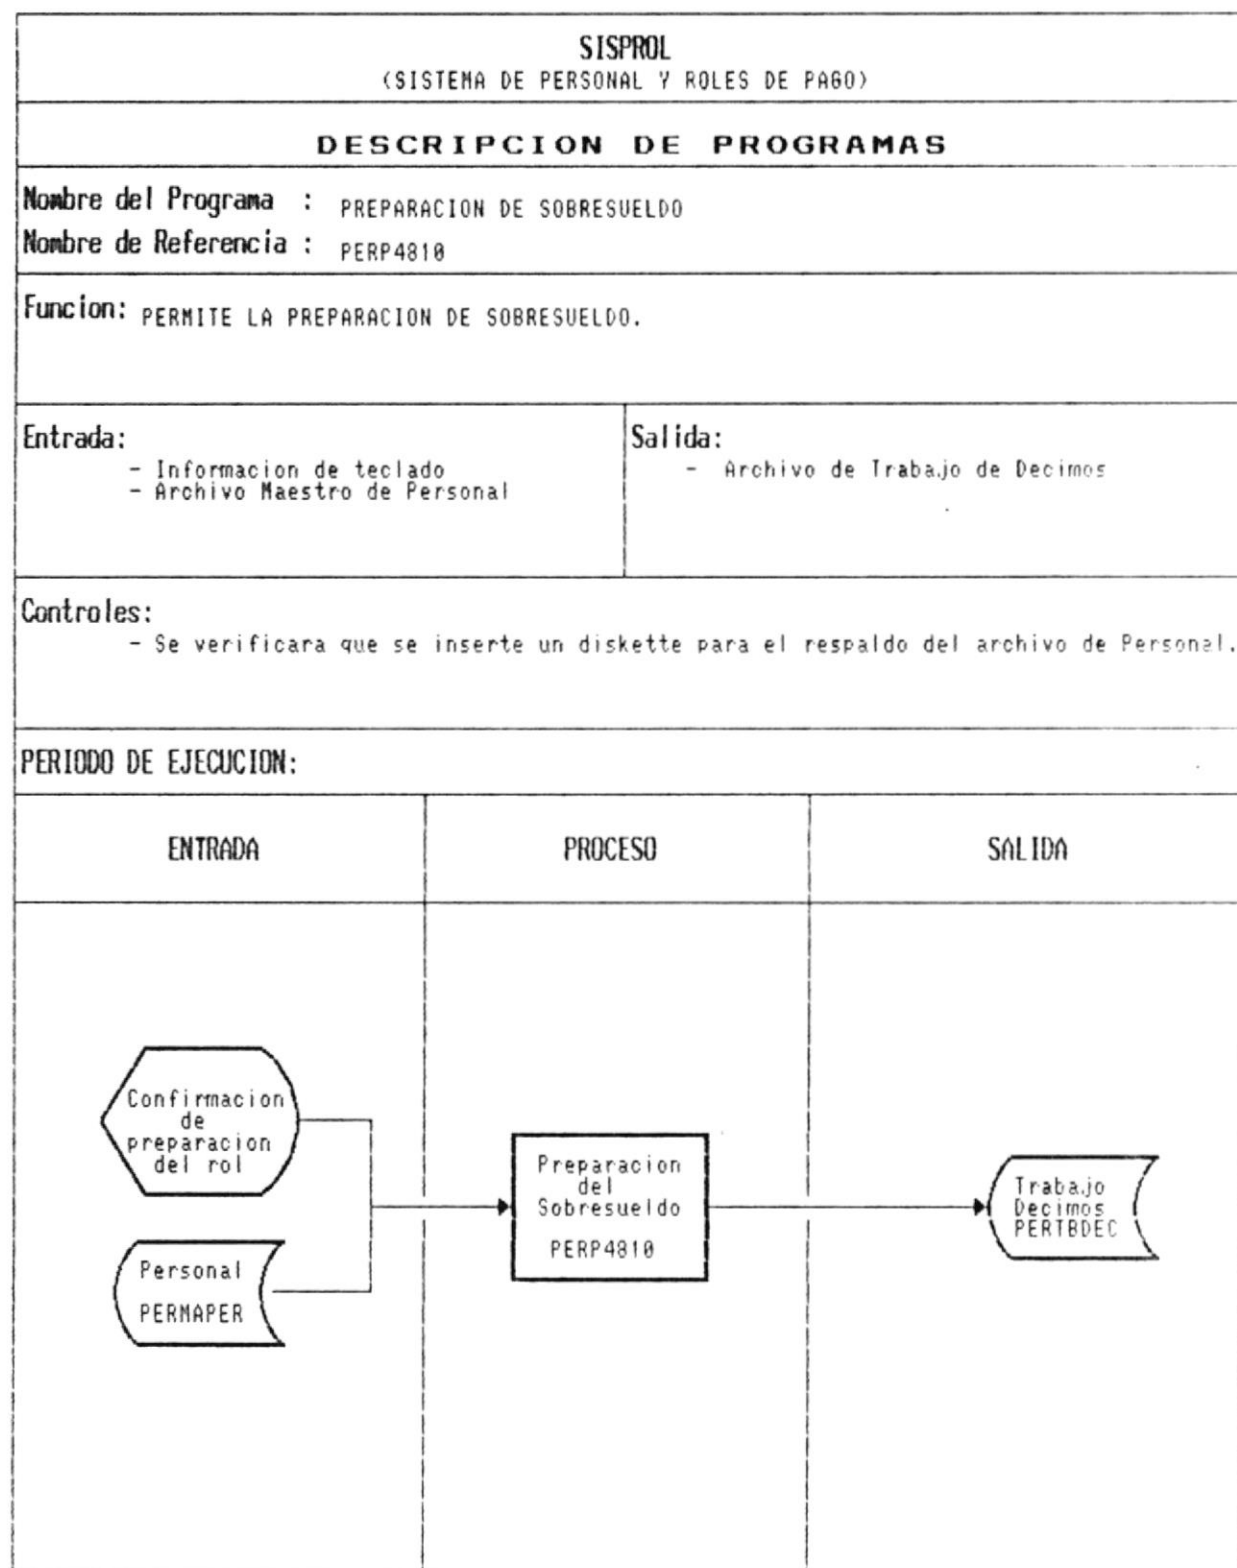 SISPROL
(SISTEMA DE PERSONAL Y ROLES DE PAGO)
DESCRIPCION DE PROGRAMAS
Nombre del Programa : PREPARACION DE SOBRESUELDO
Nombre de Referencia : PERP4810
Funcion: PERMITE LA PREPARACION DE SOBRESUELDO.
Entrada:
- Informacion de teclado
- Archivo Maestro de Personal
Salida:
- Archivo de Trabajo de Decimos
Controles:
- Se verificara que se inserte un diskette para el respaldo del archivo de Personal.
PERIODO DE EJECUCION:
ENTRADA
PROCESO
SALIDA
Confirmacion
de
preparacion
del rol
Personal
PERMAPER
Preparacion
del
Sobresueldo
PERP4810
Trabajo
Decimos
PERTBDEC